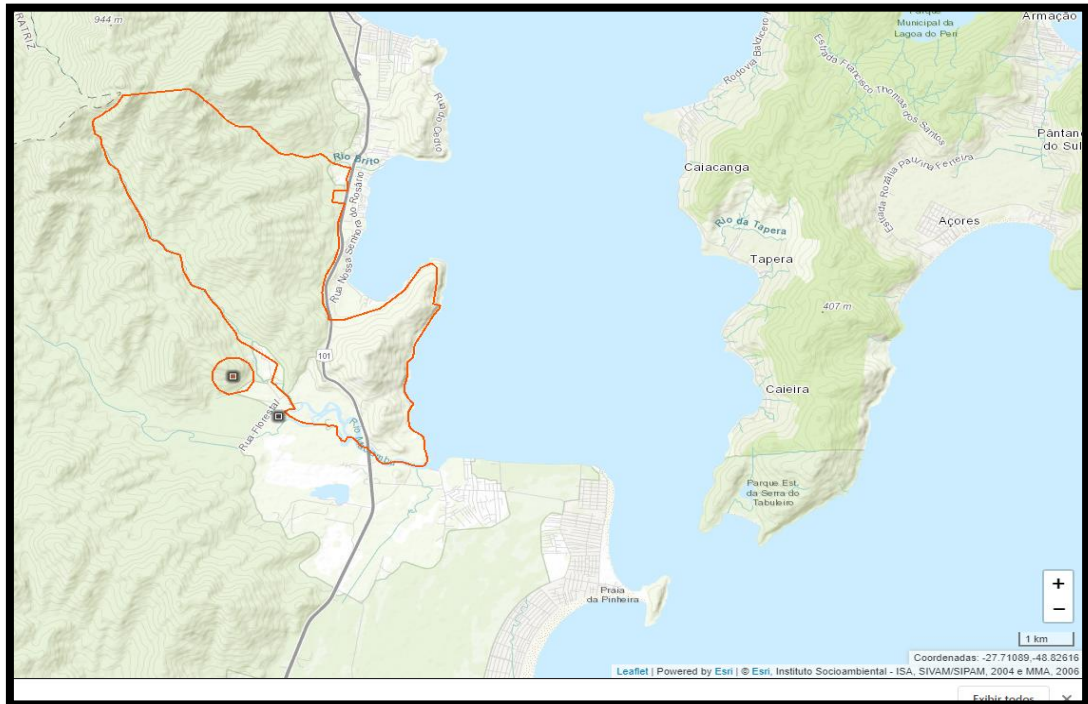 RATRIZ
944 m
Parque
Municipal da
Lagoa do Peri
Armação
Rodovia Baldicero
Estrada Francisco Thomas dos Santos
Rua do Cedro
Pântano
do Sul
Rio Brito
Caiacanga
Estrada Rozália Paulina Ferreira
Rua Nossa Senhora do Rosário
Rio da Tapera
Açores
Tapera
407 m
101
Caieira
Rua Florestal
Parque Est.
da Serra do
Tabuleiro
Praia
da Pinheira
+
−
1 km
Coordenadas: -27.71089,-48.82616
Leaflet | Powered by Esri | © Esri, Instituto Socioambiental - ISA, SIVAM/SIPAM, 2004 e MMA, 2006
Exibir todos